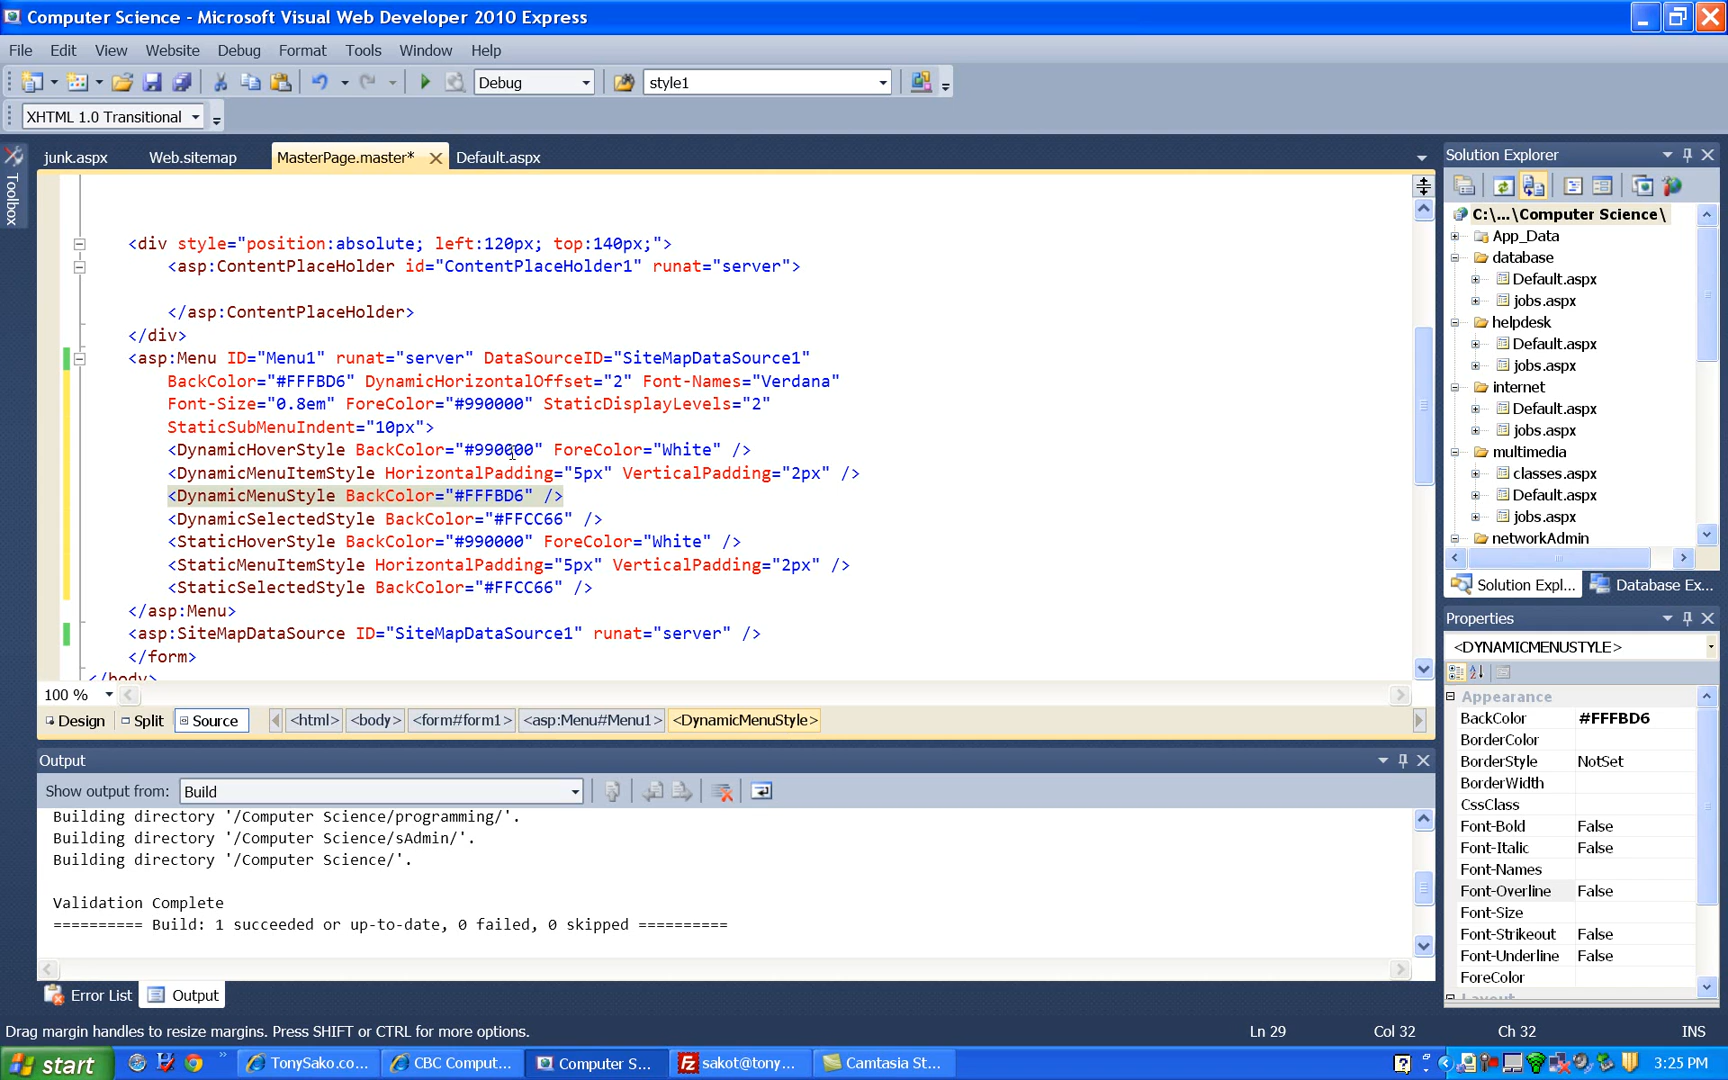 Computer Science - Microsoft Visual Web Developer 2010 Express
File Edit View Website Debug Format Tools Window Help
Debug style1
XHTML 1.0 Transitional
Toolbox
junk.aspx Web.sitemap MasterPage.master* Default.aspx
<div style="position:absolute; left:120px; top:140px;">
<asp:ContentPlaceHolder id="ContentPlaceHolder1" runat="server">
</asp:ContentPlaceHolder>
</div>
<asp:Menu ID="Menu1" runat="server" DataSourceID="SiteMapDataSource1"
BackColor="#FFFBD6" DynamicHorizontalOffset="2" Font-Names="Verdana"
Font-Size="0.8em" ForeColor="#990000" StaticDisplayLevels="2"
StaticSubMenuIndent="10px">
<DynamicHoverStyle BackColor="#990000" ForeColor="White" />
<DynamicMenuItemStyle HorizontalPadding="5px" VerticalPadding="2px" />
<DynamicMenuStyle BackColor="#FFFBD6" />
<DynamicSelectedStyle BackColor="#FFCC66" />
<StaticHoverStyle BackColor="#990000" ForeColor="White" />
<StaticMenuItemStyle HorizontalPadding="5px" VerticalPadding="2px" />
<StaticSelectedStyle BackColor="#FFCC66" />
</asp:Menu>
<asp:SiteMapDataSource ID="SiteMapDataSource1" runat="server" />
</form>
</body>
100 %
Design Split Source <html> <body> <form#form1> <asp:Menu#Menu1> <DynamicMenuStyle>
Output
Show output from: Build
Building directory '/Computer Science/programming/'.
Building directory '/Computer Science/sAdmin/'.
Building directory '/Computer Science/'.
Validation Complete
========== Build: 1 succeeded or up-to-date, 0 failed, 0 skipped ==========
Error List Output
Solution Explorer
C:\...\Computer Science\
App_Data
database
Default.aspx
jobs.aspx
helpdesk
Default.aspx
jobs.aspx
internet
Default.aspx
jobs.aspx
multimedia
classes.aspx
Default.aspx
jobs.aspx
networkAdmin
Solution Expl... Database Ex...
Properties
<DYNAMICMENUSTYLE>
Appearance
BackColor #FFFBD6
BorderColor
BorderStyle NotSet
BorderWidth
CssClass
Font-Bold False
Font-Italic False
Font-Names
Font-Overline False
Font-Size
Font-Strikeout False
Font-Underline False
ForeColor
Layout
Drag margin handles to resize margins. Press SHIFT or CTRL for more options. Ln 29 Col 32 Ch 32 INS
start TonySako.co... CBC Comput... Computer S... sakot@tony... Camtasia St... 3:25 PM